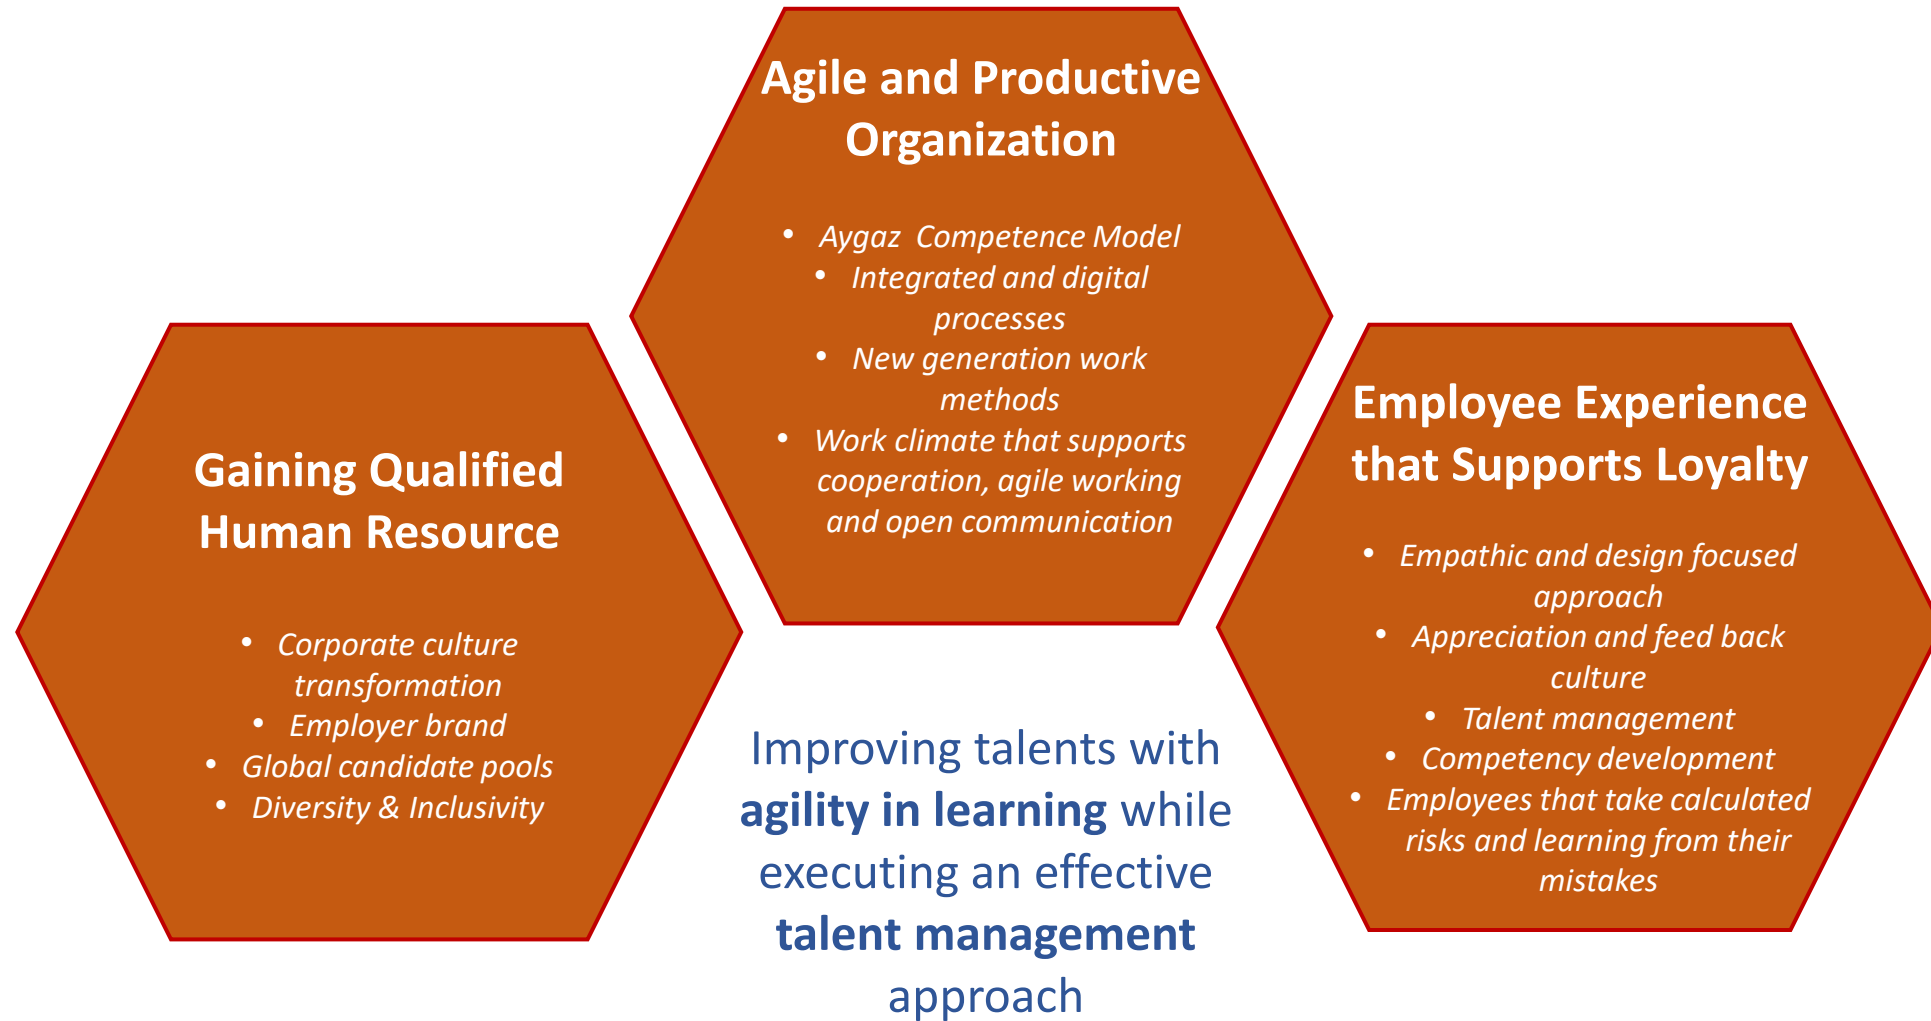 Agile and Productive
Organization
• Aygaz  Competence Model
• Integrated and digital
processes
• New generation work
methods
• Work climate that supports
cooperation, agile working
and open communication
Gaining Qualified
Human Resource
• Corporate culture
transformation
• Employer brand
• Global candidate pools
• Diversity & Inclusivity
Employee Experience
that Supports Loyalty
• Empathic and design focused
approach
• Appreciation and feed back
culture
• Talent management
• Competency development
• Employees that take calculated
risks and learning from their
mistakes
Improving talents with
agility in learning while
executing an effective
talent management
approach